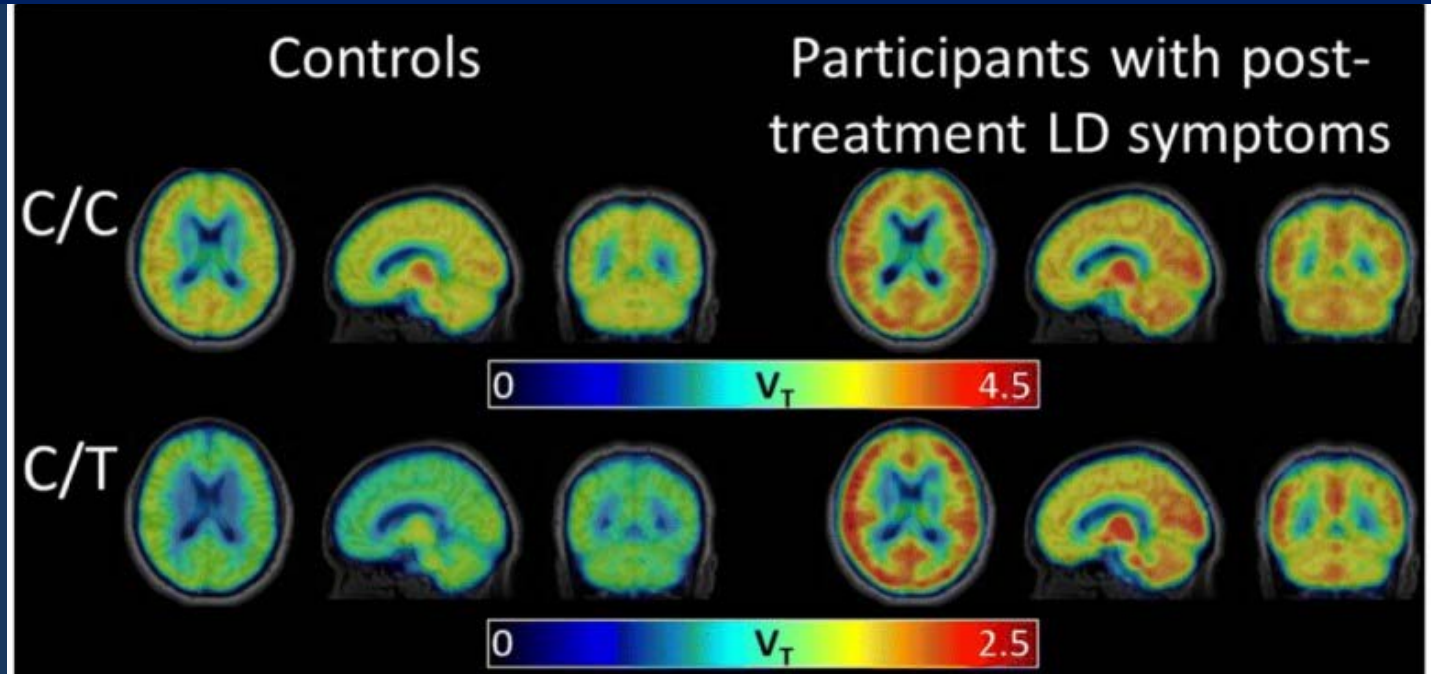 Controls
Participants with post-
treatment LD symptoms
C/C
0 VT 4.5
C/T
0 VT 2.5